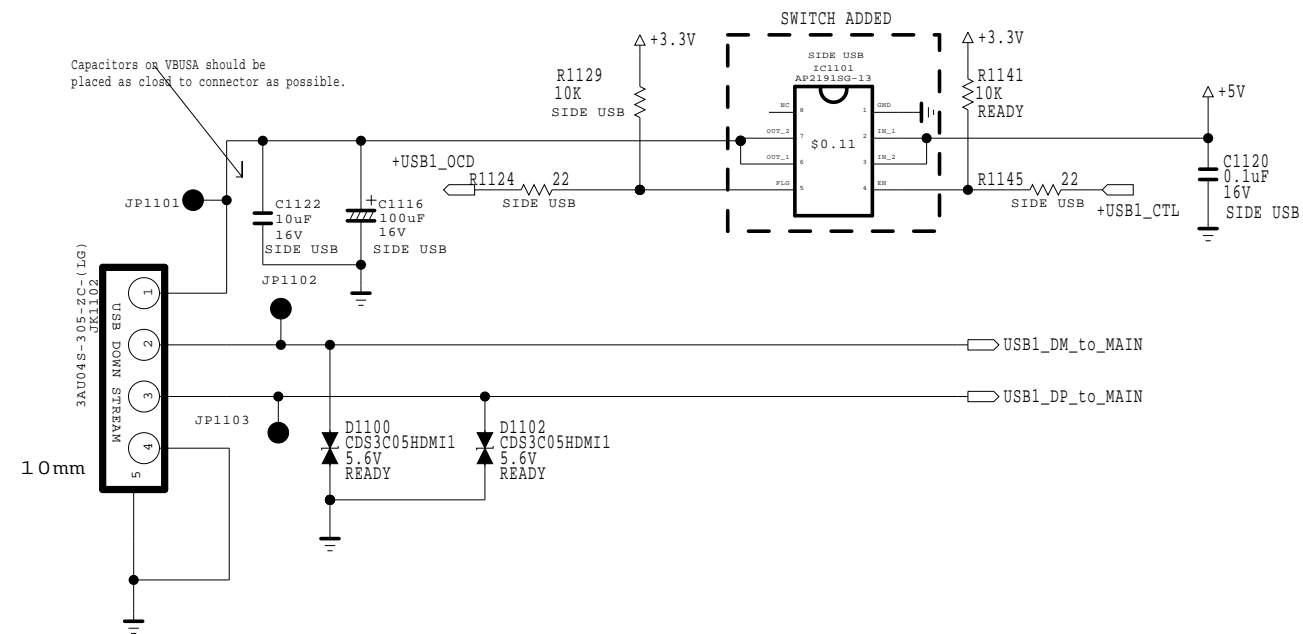 SWITCH ADDED
Capacitors on VBUSA should be
placed as closd to connector as possible.
+3.3V
R1129
10K
SIDE USB
SIDE USB
IC1101
AP2191SG-13
$0.11
NC
8
OUT_2
7
OUT_1
6
FLG
5
1
GND
2
IN_1
3
IN_2
4
EN
+3.3V
R1141
10K
READY
+5V
C1120
0.1uF
16V
SIDE USB
R1145
22
SIDE USB
+USB1_CTL
+USB1_OCD
R1124
22
SIDE USB
JP1101
C1122
10uF
16V
SIDE USB
+
C1116
100uF
16V
SIDE USB
JP1102
3AU04S-305-ZC-(LG)
JK1102
USB DOWN STREAM
1
2
3
4
5
10mm
JP1103
USB1_DM_to_MAIN
USB1_DP_to_MAIN
D1100
CDS3C05HDMI1
5.6V
READY
D1102
CDS3C05HDMI1
5.6V
READY